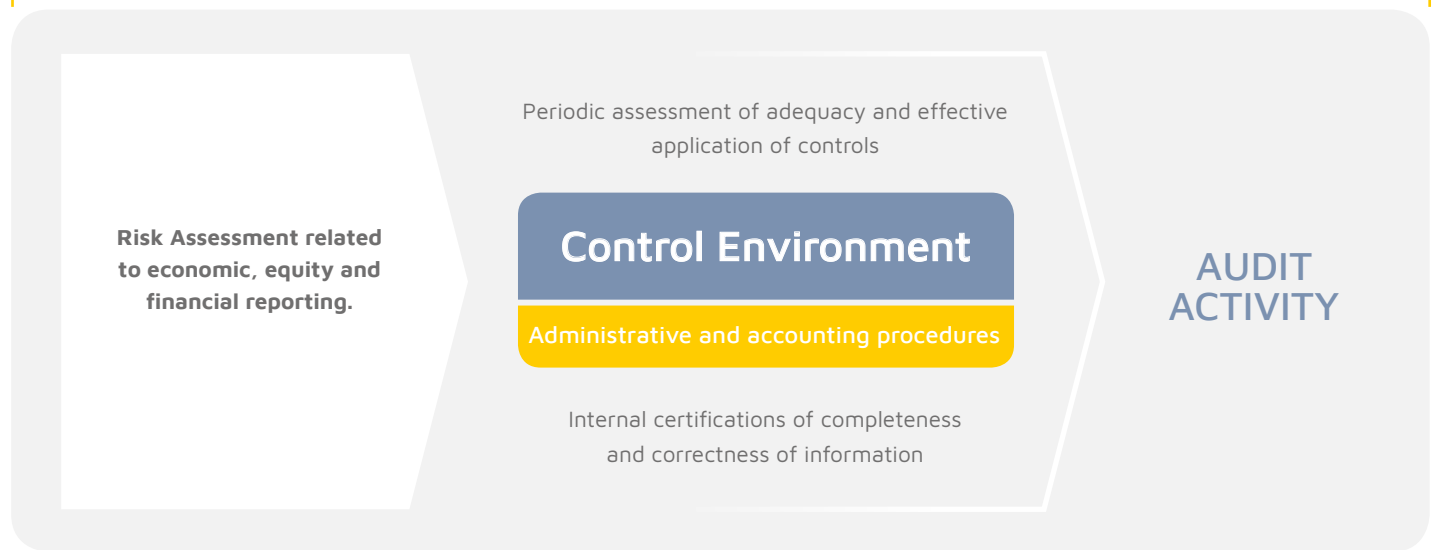 Risk Assessment related
to economic, equity and
financial reporting.
Periodic assessment of adequacy and effective
application of controls
Control Environment
Administrative and accounting procedures
Internal certifications of completeness
and correctness of information
AUDIT
ACTIVITY